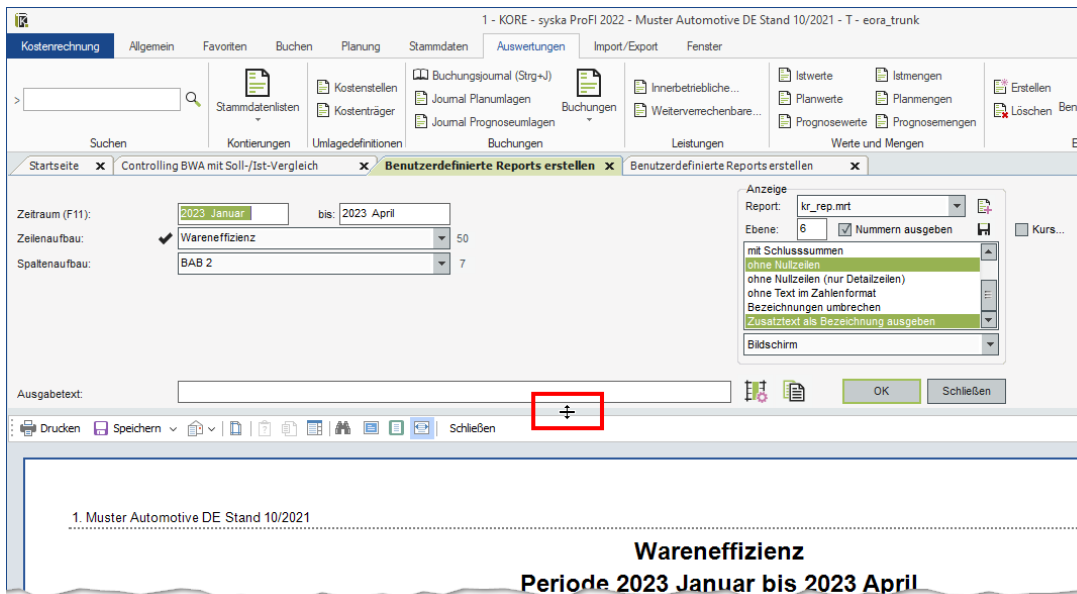 1 - KORE - syska ProFI 2022 - Muster Automotive DE Stand 10/2021 - T - eora_trunk
Kostenrechnung Allgemein Favoriten Buchen Planung Stammdaten Auswertungen Import/Export Fenster
>
Stammdatenlisten
Kostenstellen
Kostenträger
Buchungsjournal (Strg+J)
Journal Planumlagen
Journal Prognoseumlagen
Buchungen
Innerbetriebliche...
Weiterverrechenbare...
Istwerte
Planwerte
Prognosewerte
Istmengen
Planmengen
Prognosemengen
Erstellen
Löschen
Suchen Kontierungen Umlagedefinitionen Buchungen Leistungen Werte und Mengen
Startseite x Controlling BWA mit Soll-/Ist-Vergleich x Benutzerdefinierte Reports erstellen x Benutzerdefinierte Reports erstellen x
Zeitraum (F11): 2023 Januar bis: 2023 April
Zeilenaufbau: Wareneffizienz 50
Spaltenaufbau: BAB 2 7
Anzeige
Report: kr_rep.mrt
Ebene: 6 Nummern ausgeben Kurs...
mit Schlusssummen
ohne Nullzeilen
ohne Nullzeilen (nur Detailzeilen)
ohne Text im Zahlenformat
Bezeichnungen umbrechen
Zusatztext als Bezeichnung ausgeben
Bildschirm
Ausgabetext: OK Schließen
Drucken Speichern Schließen
1. Muster Automotive DE Stand 10/2021
Wareneffizienz
Periode 2023 Januar bis 2023 April